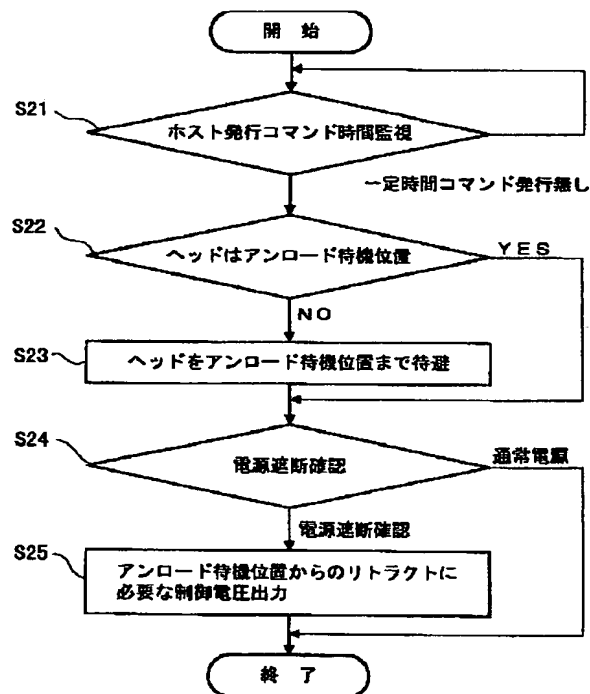 開 始
S21
ホスト発行コマンド時間監視
一定時間コマンド発行無し
S22
ヘッドはアンロード待機位置
YES
NO
S23
ヘッドをアンロード待機位置まで待避
S24
電源遮断確認
通常電源
電源遮断確認
S25
アンロード待機位置からのリトラクトに
必要な制御電圧出力
終 了